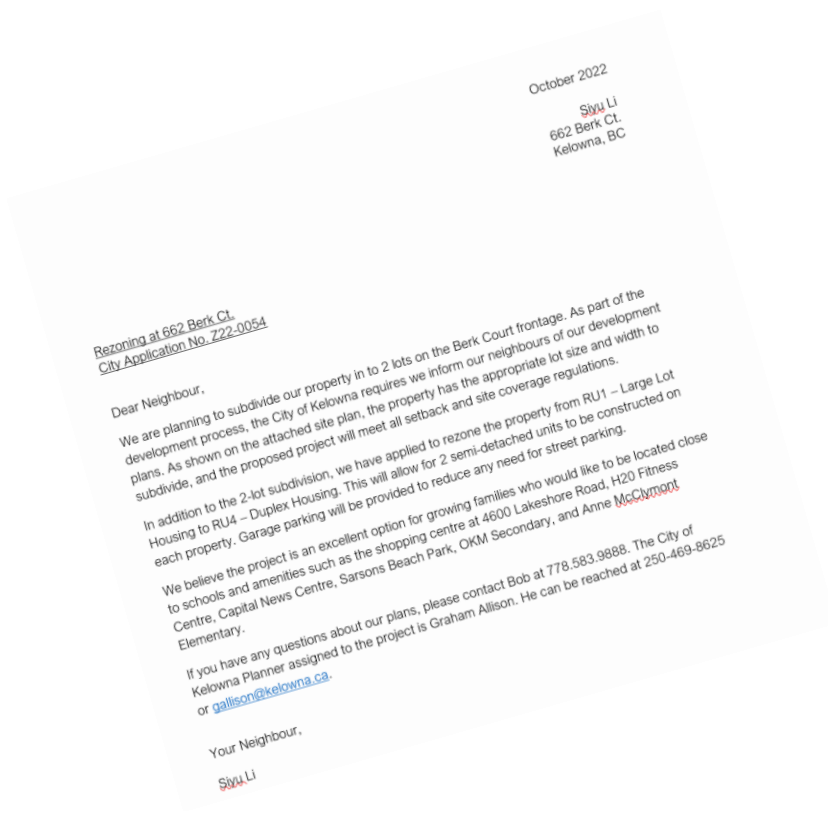 October 2022
Siyu Li
662 Berk Ct.
Kelowna, BC
Rezoning at 662 Berk Ct.
City Application No. Z22-0054
Dear Neighbour,
We are planning to subdivide our property in to 2 lots on the Berk Court frontage. As part of the
development process, the City of Kelowna requires we inform our neighbours of our development
plans. As shown on the attached site plan, the property has the appropriate lot size and width to
subdivide, and the proposed project will meet all setback and site coverage regulations.
In addition to the 2-lot subdivision, we have applied to rezone the property from RU1 – Large Lot
Housing to RU4 – Duplex Housing. This will allow for 2 semi-detached units to be constructed on
each property. Garage parking will be provided to reduce any need for street parking.
We believe the project is an excellent option for growing families who would like to be located close
to schools and amenities such as the shopping centre at 4600 Lakeshore Road, H20 Fitness
Centre, Capital News Centre, Sarsons Beach Park, OKM Secondary, and Anne McClymont
Elementary.
If you have any questions about our plans, please contact Bob at 778.583.9888. The City of
Kelowna Planner assigned to the project is Graham Allison. He can be reached at 250-469-8625
or gallison@kelowna.ca.
Your Neighbour,
Siyu Li